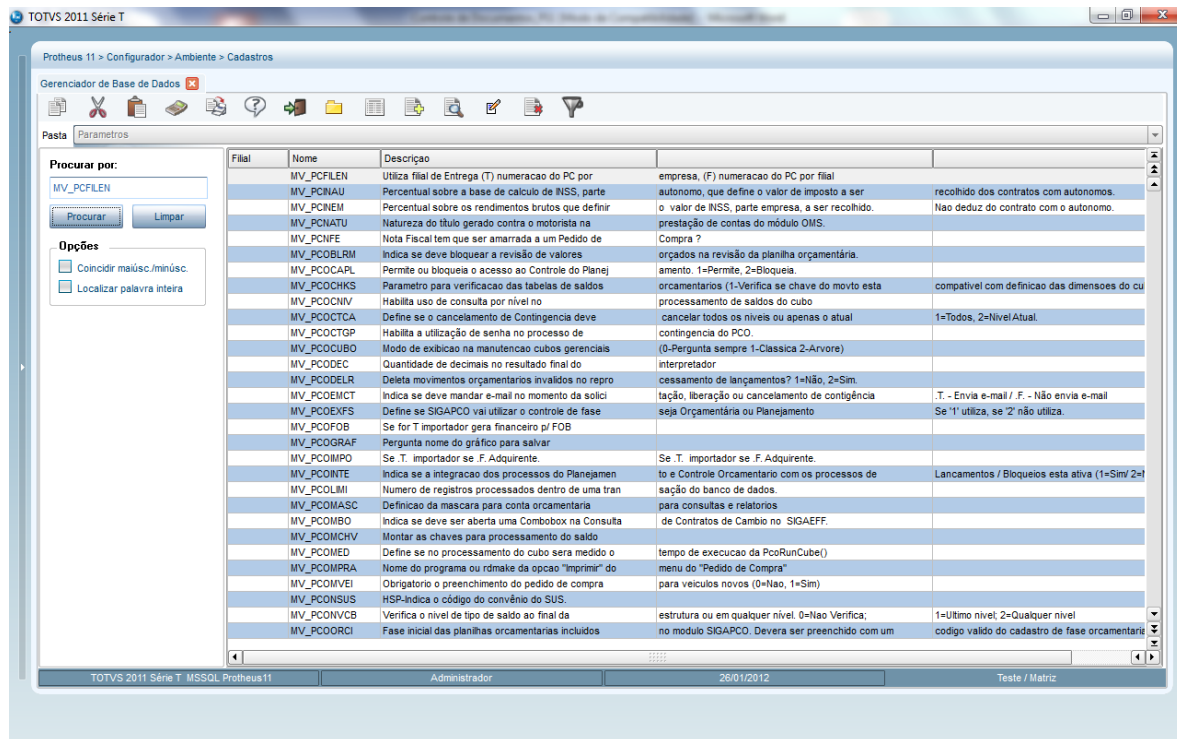 TOTVS 2011 Série T
Protheus 11 > Configurador > Ambiente > Cadastros
Gerenciador de Base de Dados
Pasta Parametros
Procurar por:
MV_PCFILEN
Procurar Limpar
Opções
Coincidir maiúsc./minúsc.
Localizar palavra inteira
Filial Nome Descriçao
MV_PCFILEN Utiliza filial de Entrega (T) numeracao do PC por empresa, (F) numeracao do PC por filial
MV_PCINAU Percentual sobre a base de calculo de INSS, parte autonomo, que define o valor de imposto a ser recolhido dos contratos com autonomos.
MV_PCINEM Percentual sobre os rendimentos brutos que definir o valor de INSS, parte empresa, a ser recolhido. Nao deduz do contrato com o autonomo.
MV_PCNATU Natureza do título gerado contra o motorista na prestação de contas do módulo OMS.
MV_PCNFE Nota Fiscal tem que ser amarrada a um Pedido de Compra ?
MV_PCOBLRM Indica se deve bloquear a revisão de valores orçados na revisão da planilha orçamentária.
MV_PCOCAPL Permite ou bloqueia o acesso ao Controle do Planej amento. 1=Permite, 2=Bloqueia.
MV_PCOCHKS Parametro para verificacao das tabelas de saldos orcamentarios (1-Verifica se chave do movto esta compativel com definicao das dimensoes do cu
MV_PCOCNIV Habilita uso de consulta por nível no processamento de saldos do cubo
MV_PCOCTCA Define se o cancelamento de Contingencia deve cancelar todos os niveis ou apenas o atual 1=Todos, 2=Nivel Atual.
MV_PCOCTGP Habilita a utilização de senha no processo de contingencia do PCO.
MV_PCOCUBO Modo de exibicao na manutencao cubos gerenciais (0-Pergunta sempre 1-Classica 2-Arvore)
MV_PCODEC Quantidade de decimais no resultado final do interpretador
MV_PCODELR Deleta movimentos orçamentarios invalidos no repro cessamento de lançamentos? 1=Não, 2=Sim.
MV_PCOEMCT Indica se deve mandar e-mail no momento da solici tação, liberação ou cancelamento de contigência .T. - Envia e-mail / .F. - Não envia e-mail
MV_PCOEXFS Define se SIGAPCO vai utilizar o controle de fase seja Orçamentária ou Planejamento Se '1' utiliza, se '2' não utiliza.
MV_PCOFOB Se for T importador gera financeiro p/ FOB
MV_PCOGRAF Pergunta nome do gráfico para salvar
MV_PCOIMPO Se .T. importador se .F. Adquirente. Se .T. importador se .F. Adquirente.
MV_PCOINTE Indica se a integracao dos processos do Planejamen to e Controle Orcamentario com os processos de Lancamentos / Bloqueios esta ativa (1=Sim/ 2=
MV_PCOLIMI Numero de registros processados dentro de uma tran sação do banco de dados.
MV_PCOMASC Definicao da mascara para conta orcamentaria para consultas e relatorios
MV_PCOMBO Indica se deve ser aberta uma Combobox na Consulta de Contratos de Cambio no SIGAEFF.
MV_PCOMCHV Montar as chaves para processamento do saldo
MV_PCOMED Define se no processamento do cubo sera medido o tempo de execucao da PcoRunCube()
MV_PCOMPRA Nome do programa ou rdmake da opcao "Imprimir" do menu do "Pedido de Compra"
MV_PCOMVEI Obrigatorio o preenchimento do pedido de compra para veiculos novos (0=Nao, 1=Sim)
MV_PCONSUS HSP-Indica o código do convênio do SUS.
MV_PCONVCB Verifica o nivel de tipo de saldo ao final da estrutura ou em qualquer nível. 0=Nao Verifica; 1=Ultimo nivel; 2=Qualquer nivel
MV_PCOORCI Fase inicial das planilhas orcamentarias incluidos no modulo SIGAPCO. Devera ser preenchido com um codigo valido do cadastro de fase orcamentaria
TOTVS 2011 Série T MSSQL Protheus11 Administrador 26/01/2012 Teste / Matriz